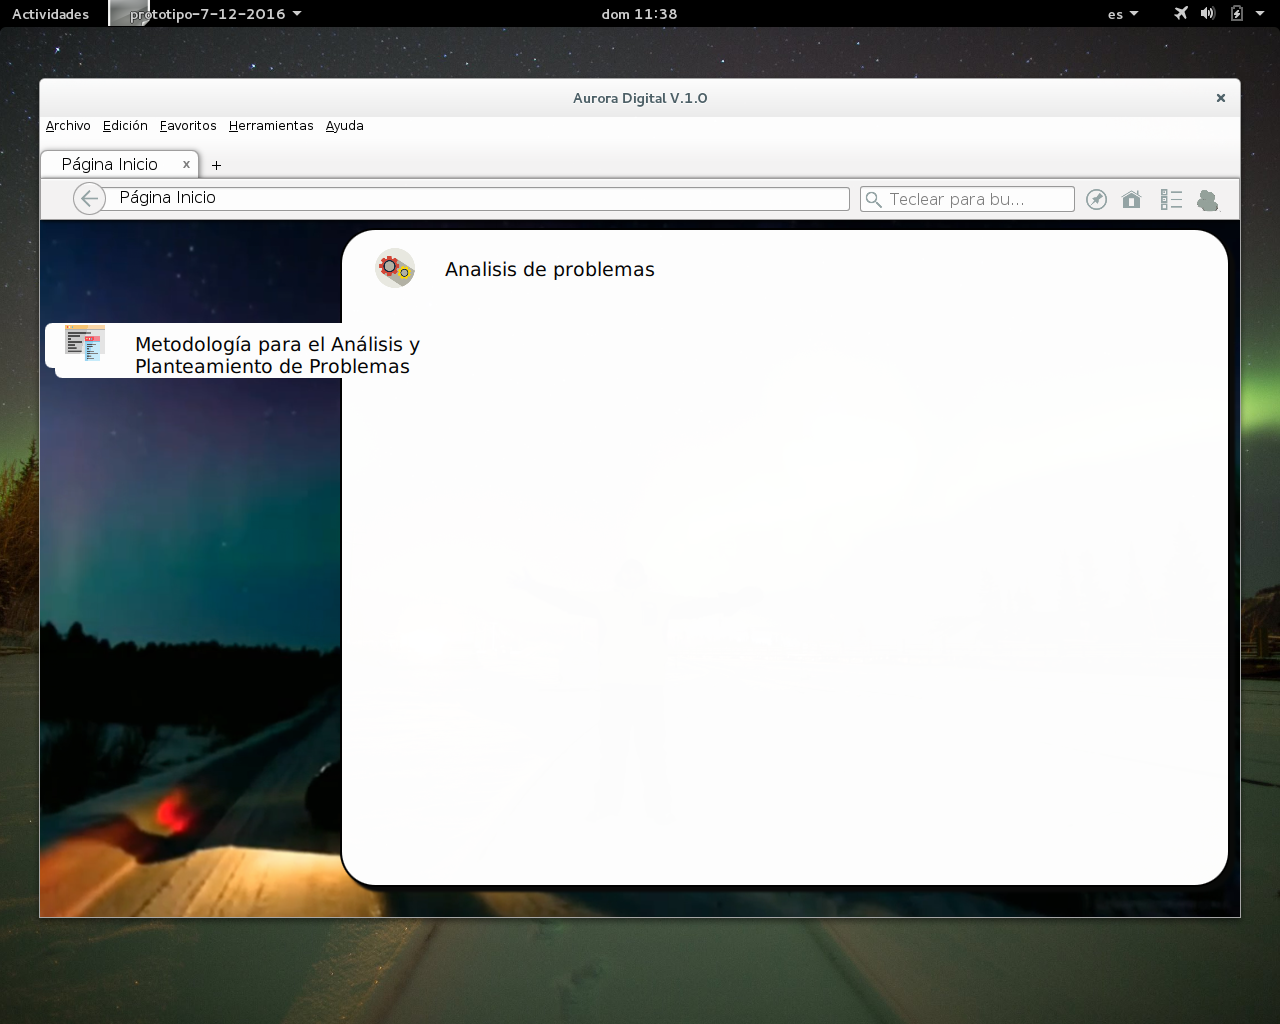 Actividades prototipo-7-12-2016 dom 11:38 es
Aurora Digital V.1.0 ×
Archivo Edición Favoritos Herramientas Ayuda
Página Inicio x +
Página Inicio Teclear para bu...
Analisis de problemas
Metodología para el Análisis y
Planteamiento de Problemas